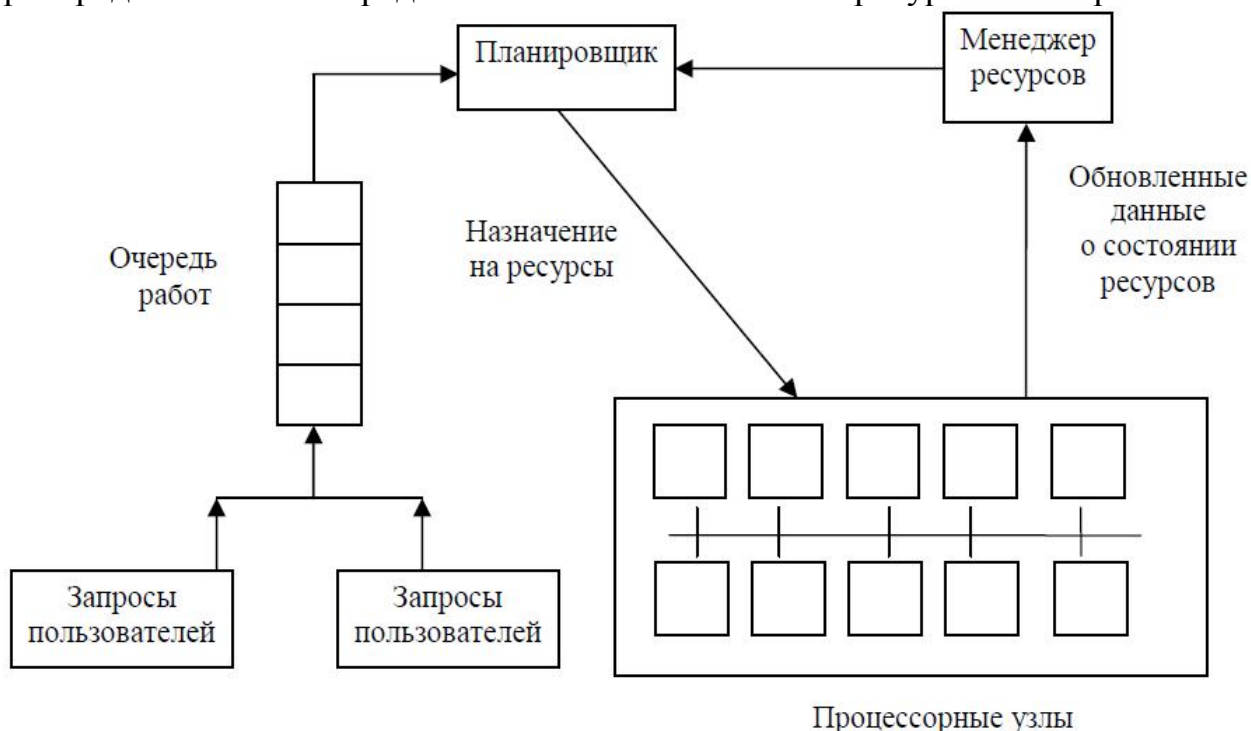 Планировщик
Менеджер
ресурсов
Обновленные
данные
о состоянии
ресурсов
Назначение
на ресурсы
Очередь
работ
Запросы
пользователей
Запросы
пользователей
Процессорные узлы